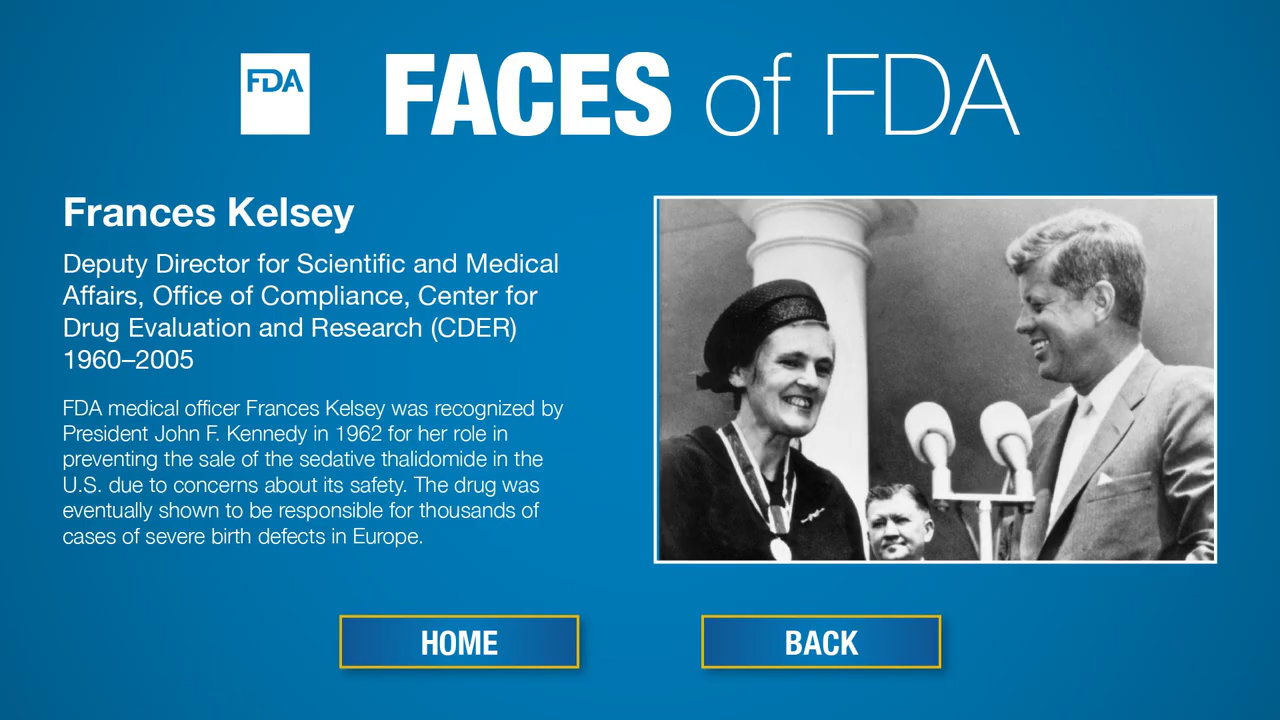 FDA
FACES of FDA
Frances Kelsey
Deputy Director for Scientific and Medical
Affairs, Office of Compliance, Center for
Drug Evaluation and Research (CDER)
1960–2005
FDA medical officer Frances Kelsey was recognized by
President John F. Kennedy in 1962 for her role in
preventing the sale of the sedative thalidomide in the
U.S. due to concerns about its safety. The drug was
eventually shown to be responsible for thousands of
cases of severe birth defects in Europe.
HOME
BACK